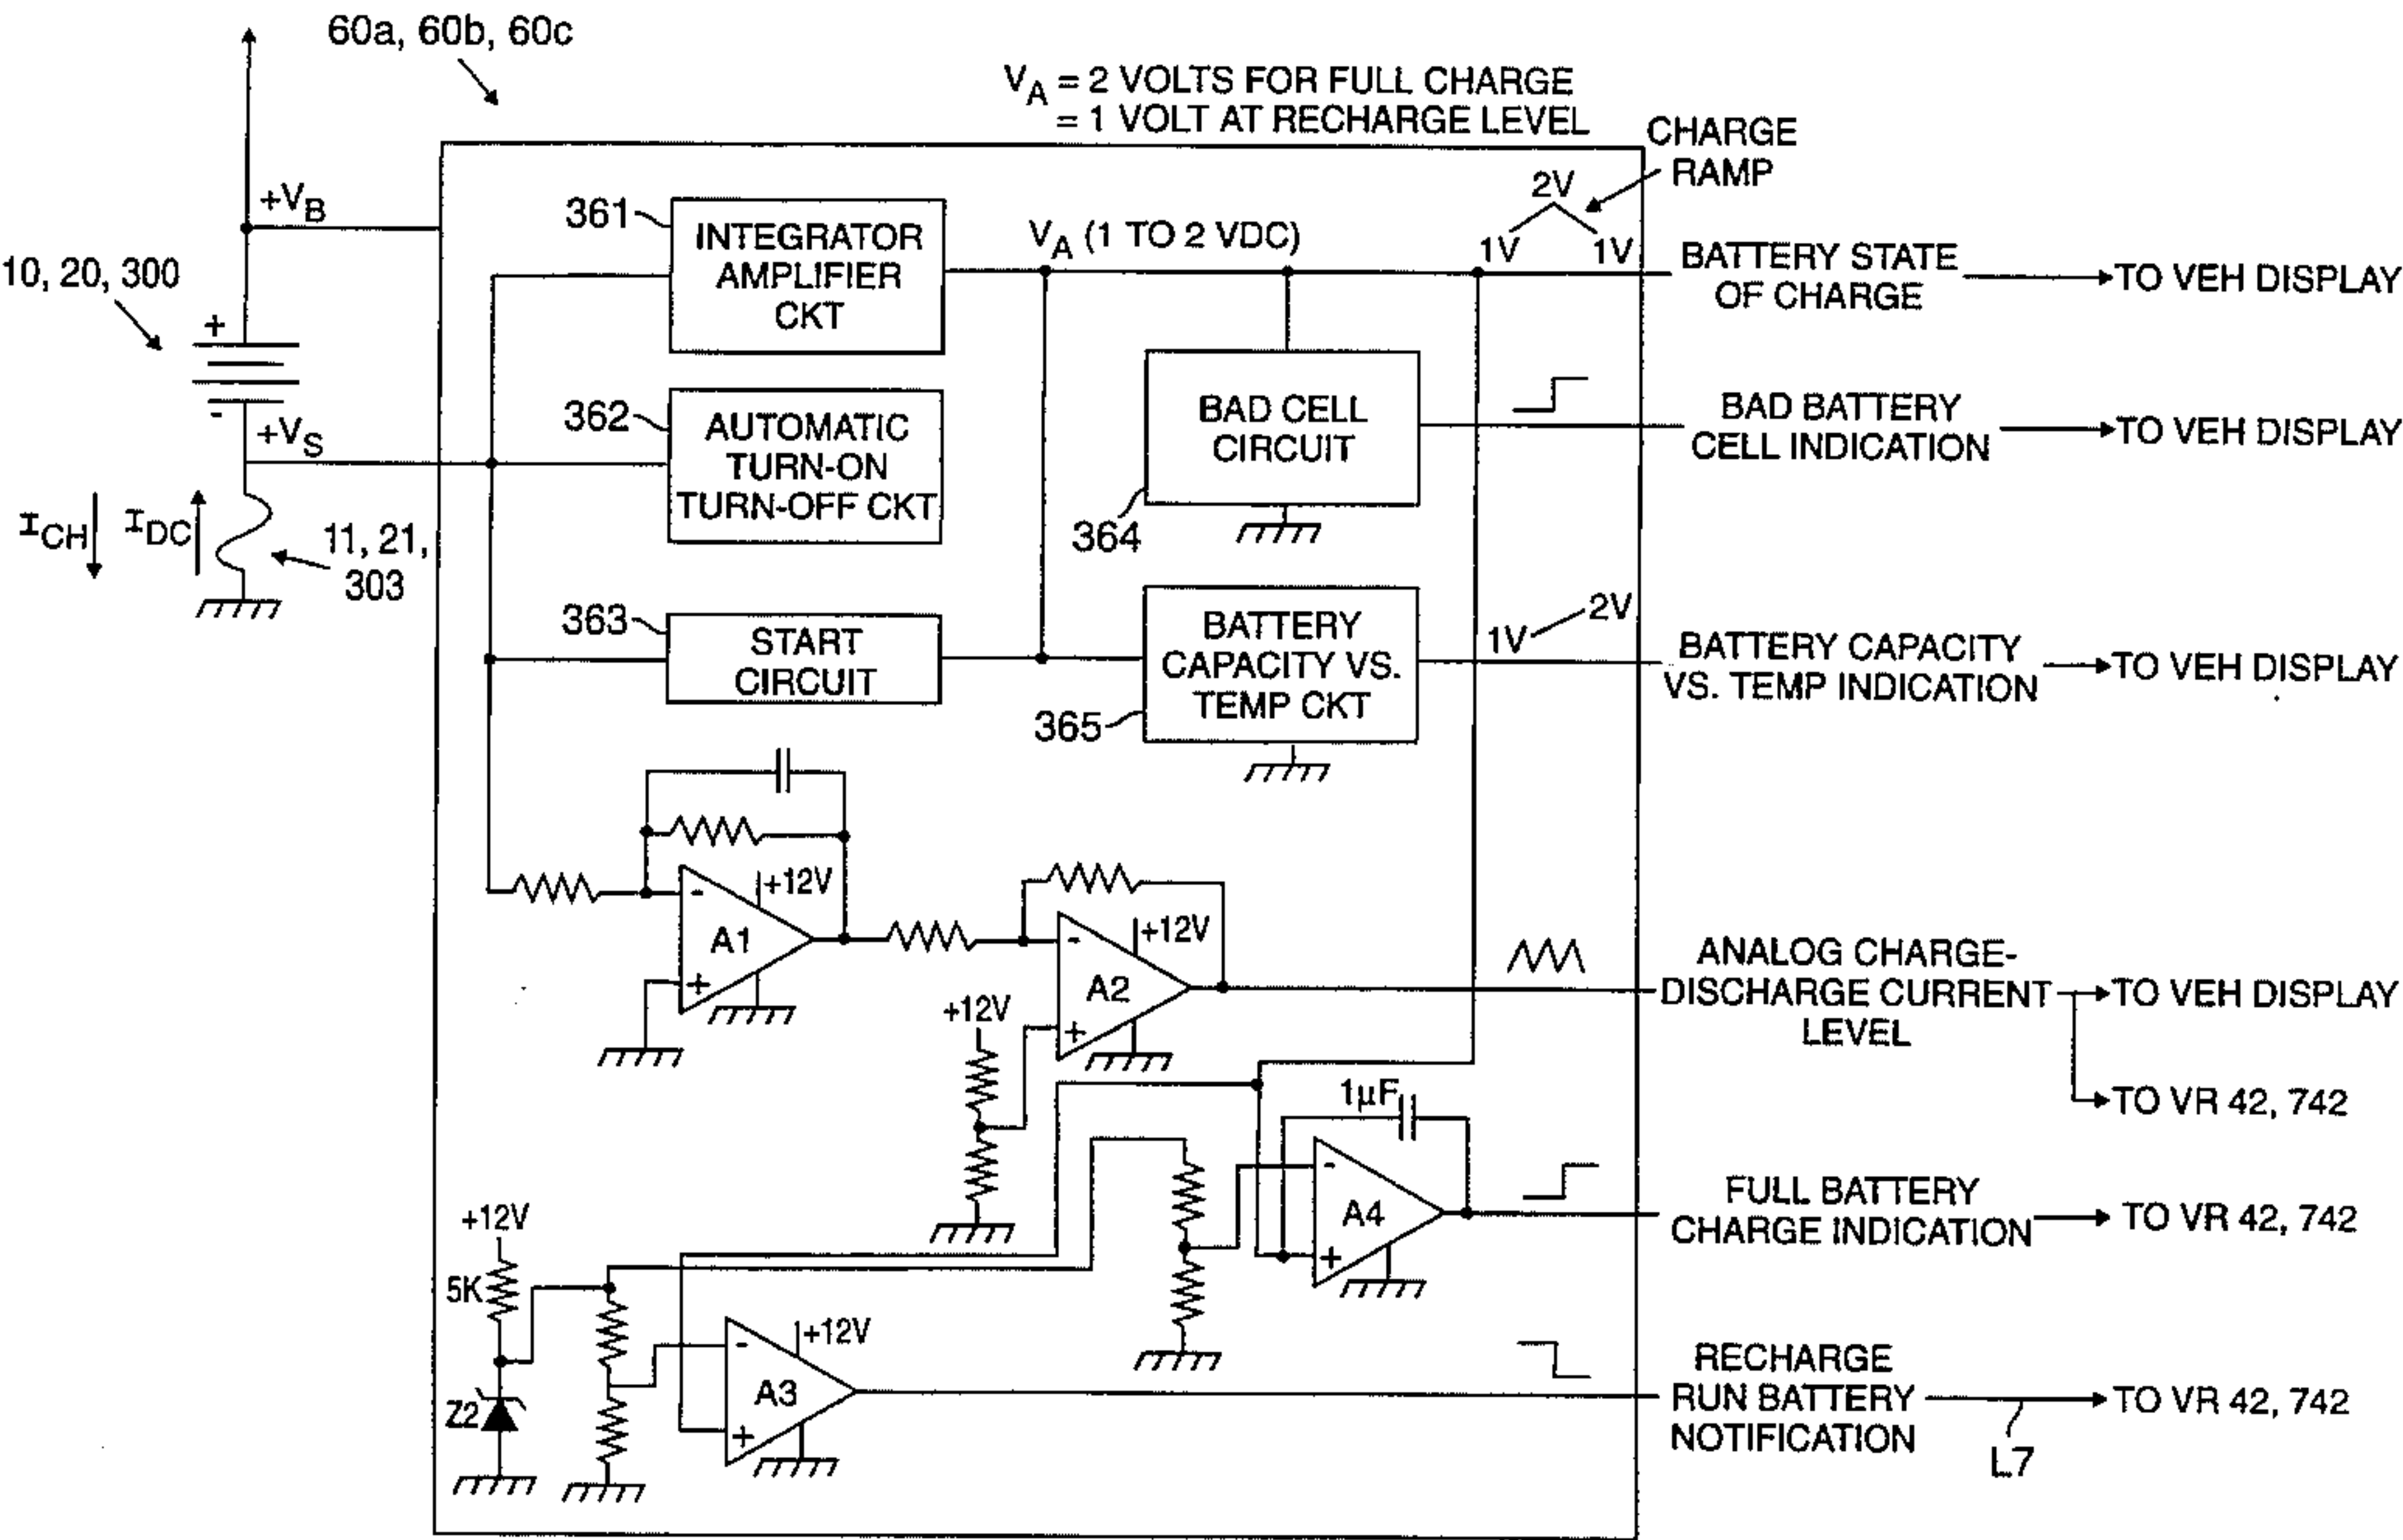 60a, 60b, 60c
V_A = 2 VOLTS FOR FULL CHARGE
= 1 VOLT AT RECHARGE LEVEL
CHARGE
RAMP
2V
1V
1V
+V_B
10, 20, 300
+
-
+V_S
I_CH
I_DC
11, 21,
303
361
INTEGRATOR
AMPLIFIER
CKT
V_A (1 TO 2 VDC)
BATTERY STATE
OF CHARGE
TO VEH DISPLAY
362
AUTOMATIC
TURN-ON
TURN-OFF CKT
BAD CELL
CIRCUIT
364
BAD BATTERY
CELL INDICATION
TO VEH DISPLAY
363
START
CIRCUIT
BATTERY
CAPACITY VS.
TEMP CKT
365
1V
2V
BATTERY CAPACITY
VS. TEMP INDICATION
TO VEH DISPLAY
-
+12V
A1
+
-
+12V
A2
+
+12V
ANALOG CHARGE-
DISCHARGE CURRENT
LEVEL
TO VEH DISPLAY
TO VR 42, 742
1µF
-
A4
+
FULL BATTERY
CHARGE INDICATION
TO VR 42, 742
+12V
5K
Z2
-
+12V
A3
+
RECHARGE
RUN BATTERY
NOTIFICATION
TO VR 42, 742
L7